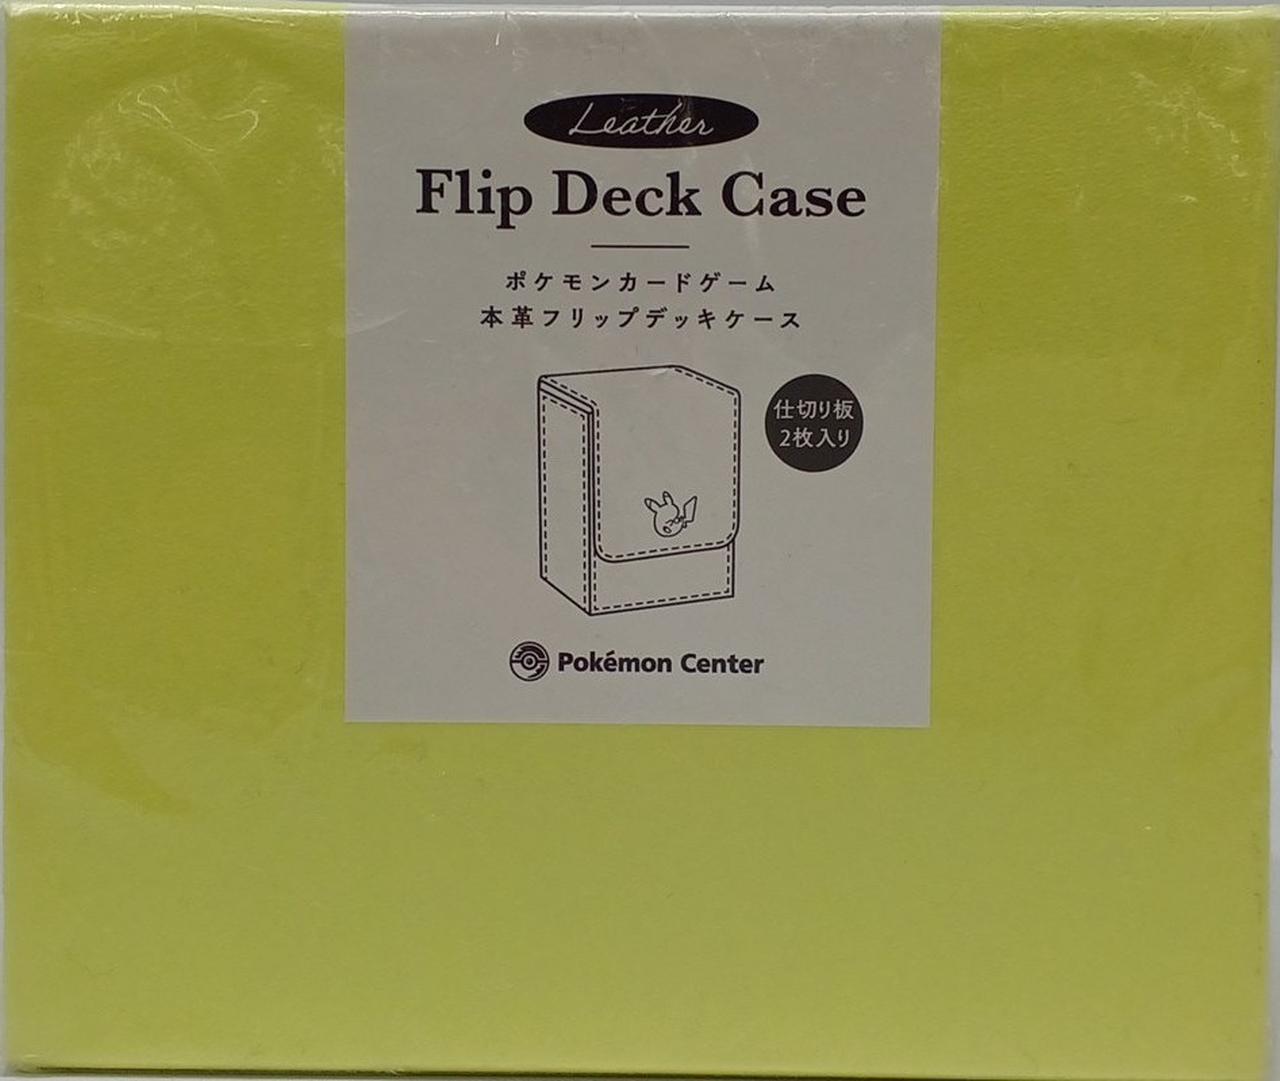 Leather
Flip Deck Case
ポケモンカードゲーム
本革フリップデッキケース
仕切り板
2枚入り
Pokémon Center